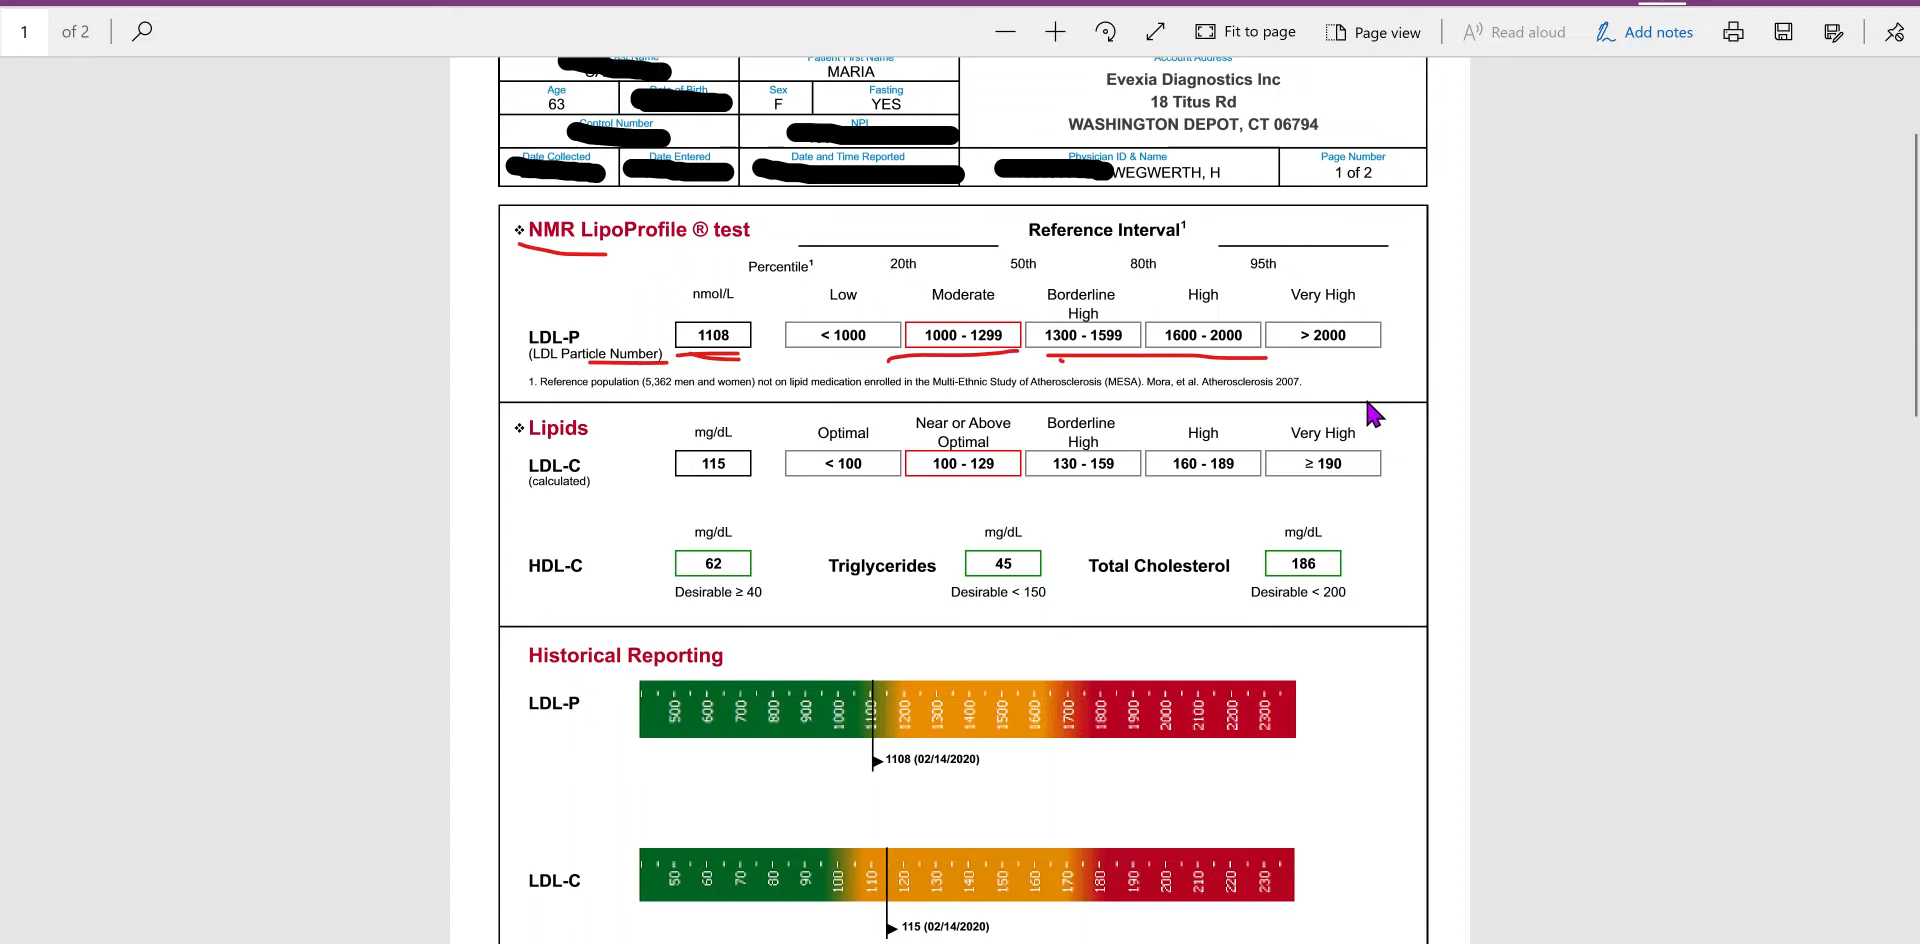 1 of 2 Fit to page Page view Read aloud Add notes
Patient First Name Account Address
MARIA Evexia Diagnostics Inc
Age Sex Fasting
63 F YES 18 Titus Rd
Control Number NPI WASHINGTON DEPOT, CT 06794
Date Collected Date Entered Date and Time Reported Physician ID & Name Page Number
WEGWERTH, H 1 of 2
❖ NMR LipoProfile ® test Reference Interval¹
Percentile¹ 20th 50th 80th 95th
nmol/L Low Moderate Borderline High High Very High
LDL-P 1108 < 1000 1000 - 1299 1300 - 1599 1600 - 2000 > 2000
(LDL Particle Number)
1. Reference population (5,362 men and women) not on lipid medication enrolled in the Multi-Ethnic Study of Atherosclerosis (MESA). Mora, et al. Atherosclerosis 2007.
❖ Lipids mg/dL Optimal Near or Above Optimal Borderline High High Very High
LDL-C 115 < 100 100 - 129 130 - 159 160 - 189 ≥ 190
(calculated)
mg/dL mg/dL mg/dL
HDL-C 62 Triglycerides 45 Total Cholesterol 186
Desirable ≥ 40 Desirable < 150 Desirable < 200
Historical Reporting
LDL-P 500 600 700 800 900 1000 1100 1200 1300 1400 1500 1600 1700 1800 1900 2000 2100 2200 2300
1108 (02/14/2020)
LDL-C 50 60 70 80 90 100 110 120 130 140 150 160 170 180 190 200 210 220 230
115 (02/14/2020)